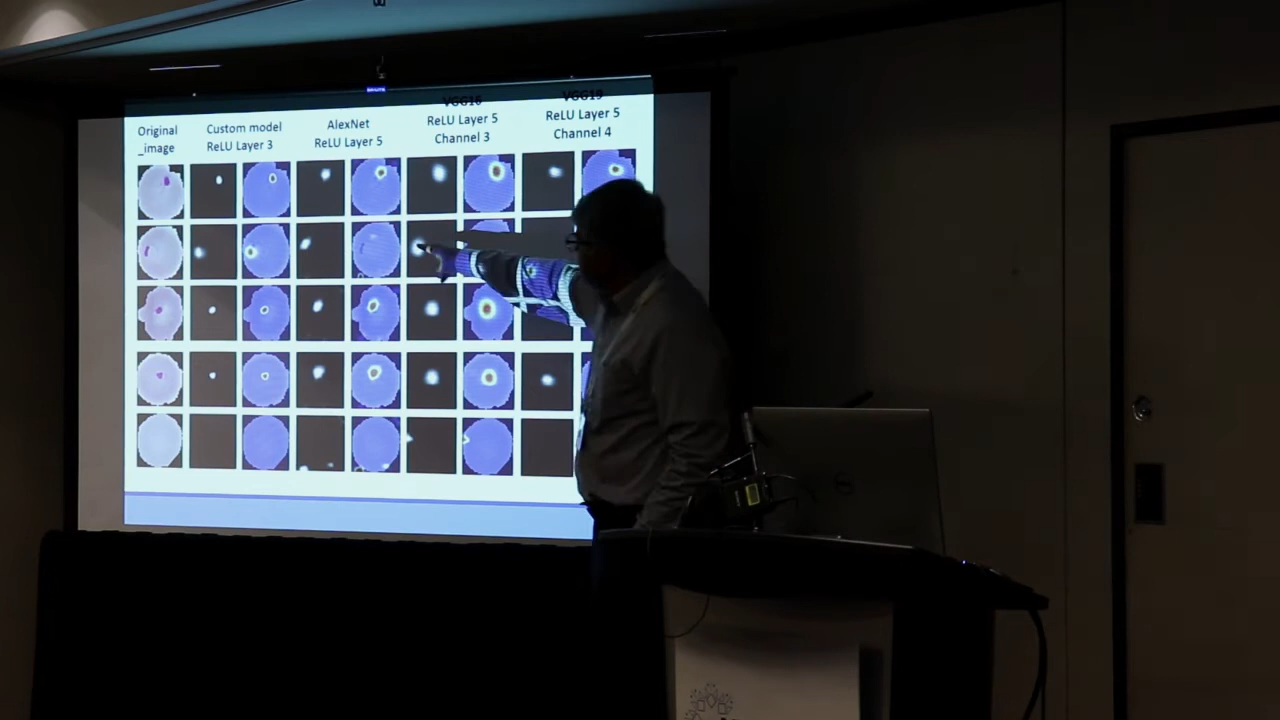 Original
_image
Custom model
ReLU Layer 3
AlexNet
ReLU Layer 5
VGG16
ReLU Layer 5
Channel 3
VGG19
ReLU Layer 5
Channel 4